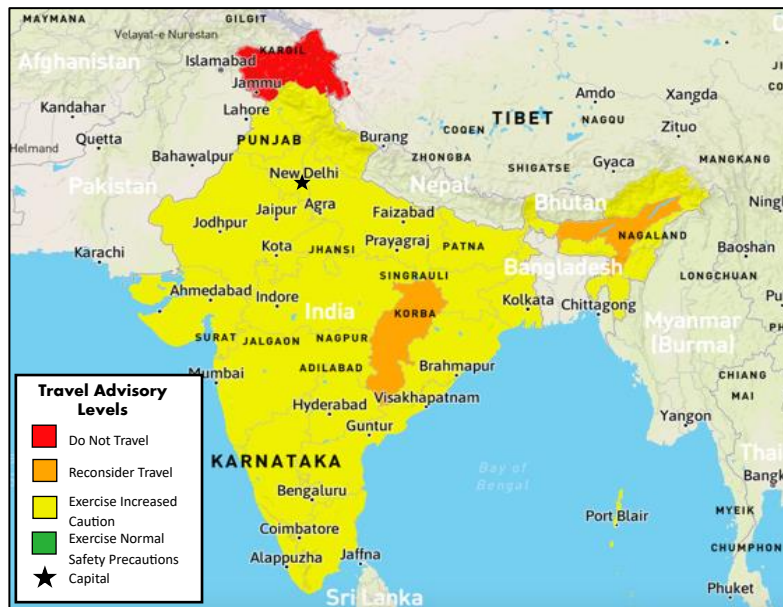 MAYMANA
GILGIT
Velayat-e Nurestan
KARGIL
Afghanistan
Islamabad
Jammu
Kandahar
Lahore
Amdo
Xangda
TIBET
NAGQU
Quetta
PUNJAB
Burang
COQEN
Zituo
Helmand
Bahawalpur
ZHONGBA
SHIGATSE
Gyaca
MANGKANG
New Delhi
Pakistan
Nepal
Bhutan
Jaipur
Agra
Faizabad
Ningl
Jodhpur
NAGALAND
Karachi
Kota
JHANSI
Prayagraj
PATNA
Baoshan
Bangladesh
SINGRAULI
LONGCHUAN
Ahmedabad
Indore
India
KORBA
Kolkata
Chittagong
Myanmar
(Burma)
SURAT
JALGAON
NAGPUR
ADILABAD
Brahmapur
CHIANG
MAI
Mumbai
Hyderabad
Visakhapatnam
Guntur
Yangon
KARNATAKA
Thai
Bay of
Bengal
Bangk
Bengaluru
Port Blair
MYEIK
Coimbatore
CHUMPHON
Alappuzha
Jaffna
Phuket
Sri Lanka
Travel Advisory
Levels
Do Not Travel
Reconsider Travel
Exercise Increased
Caution
Exercise Normal
Safety Precautions
Capital